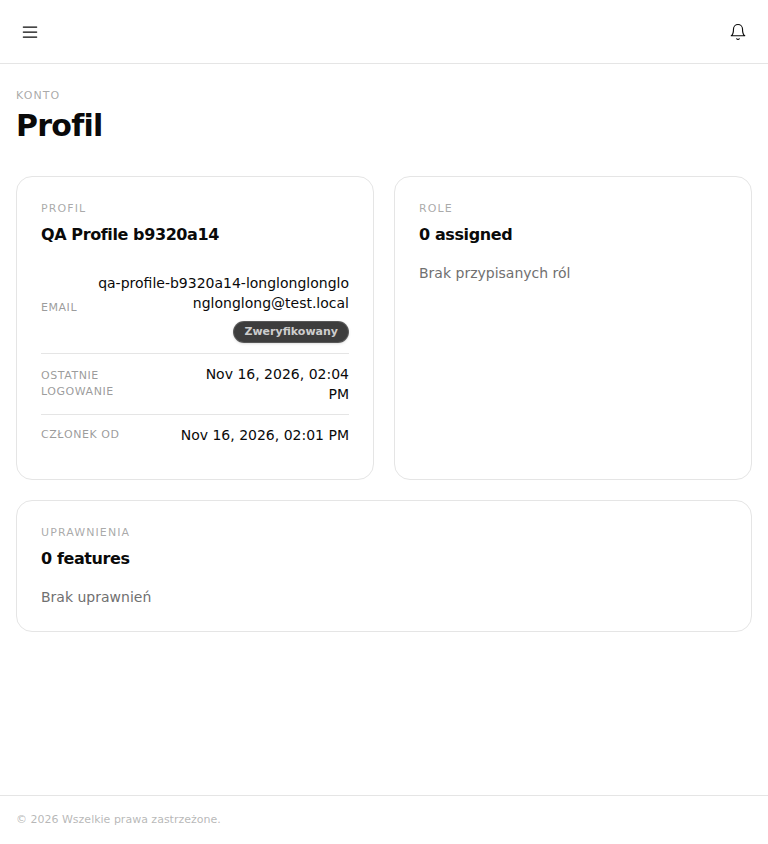 KONTO
Profil
PROFIL
QA Profile b9320a14
EMAIL
qa-profile-b9320a14-longlonglonglo
nglonglong@test.local
Zweryfikowany
OSTATNIE
LOGOWANIE
Nov 16, 2026, 02:04
PM
CZŁONEK OD
Nov 16, 2026, 02:01 PM
ROLE
0 assigned
Brak przypisanych ról
UPRAWNIENIA
0 features
Brak uprawnień
© 2026 Wszelkie prawa zastrzeżone.